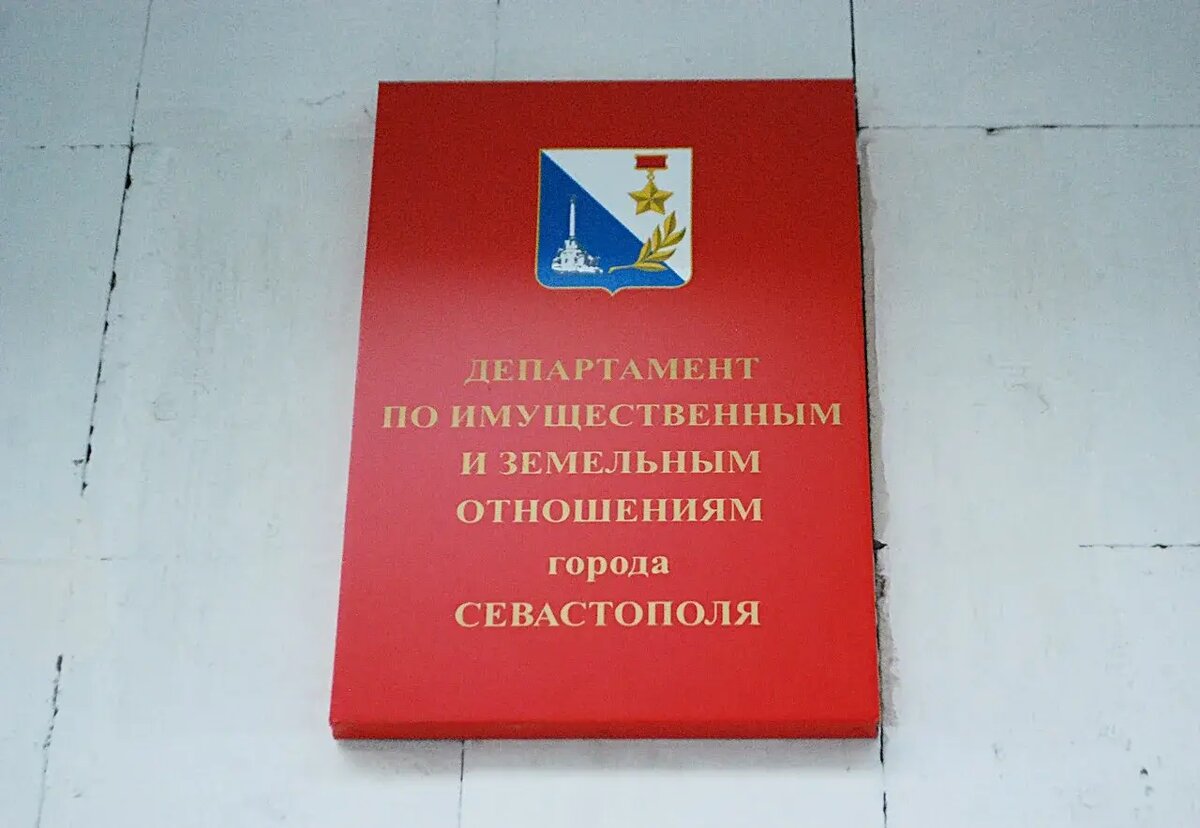 ДЕПАРТАМЕНТ
ПО ИМУЩЕСТВЕННЫМ
И ЗЕМЕЛЬНЫМ
ОТНОШЕНИЯМ
города
СЕВАСТОПОЛЯ